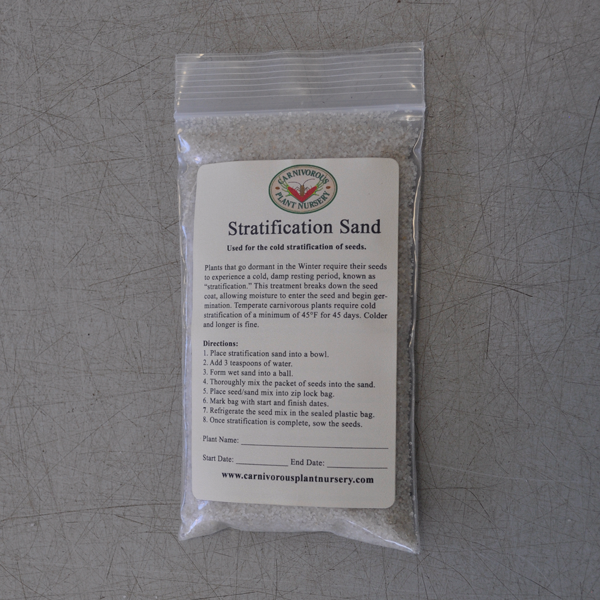 CARNIVOROUS
PLANT NURSERY
Stratification Sand
Used for the cold stratification of seeds.
Plants that go dormant in the Winter require their seeds
to experience a cold, damp resting period, known as
"stratification." This treatment breaks down the seed
coat, allowing moisture to enter the seed and begin ger-
mination. Temperate carnivorous plants require cold
stratification of a minimum of 45°F for 45 days. Colder
and longer is fine.
Directions:
1. Place stratification sand into a bowl.
2. Add 3 teaspoons of water.
3. Form wet sand into a ball.
4. Thoroughly mix the packet of seeds into the sand.
5. Place seed/sand mix into zip lock bag.
6. Mark bag with start and finish dates.
7. Refrigerate the seed mix in the sealed plastic bag.
8. Once stratification is complete, sow the seeds.
Plant Name: ____________________
Start Date: __________ End Date: __________
www.carnivorousplantnursery.com